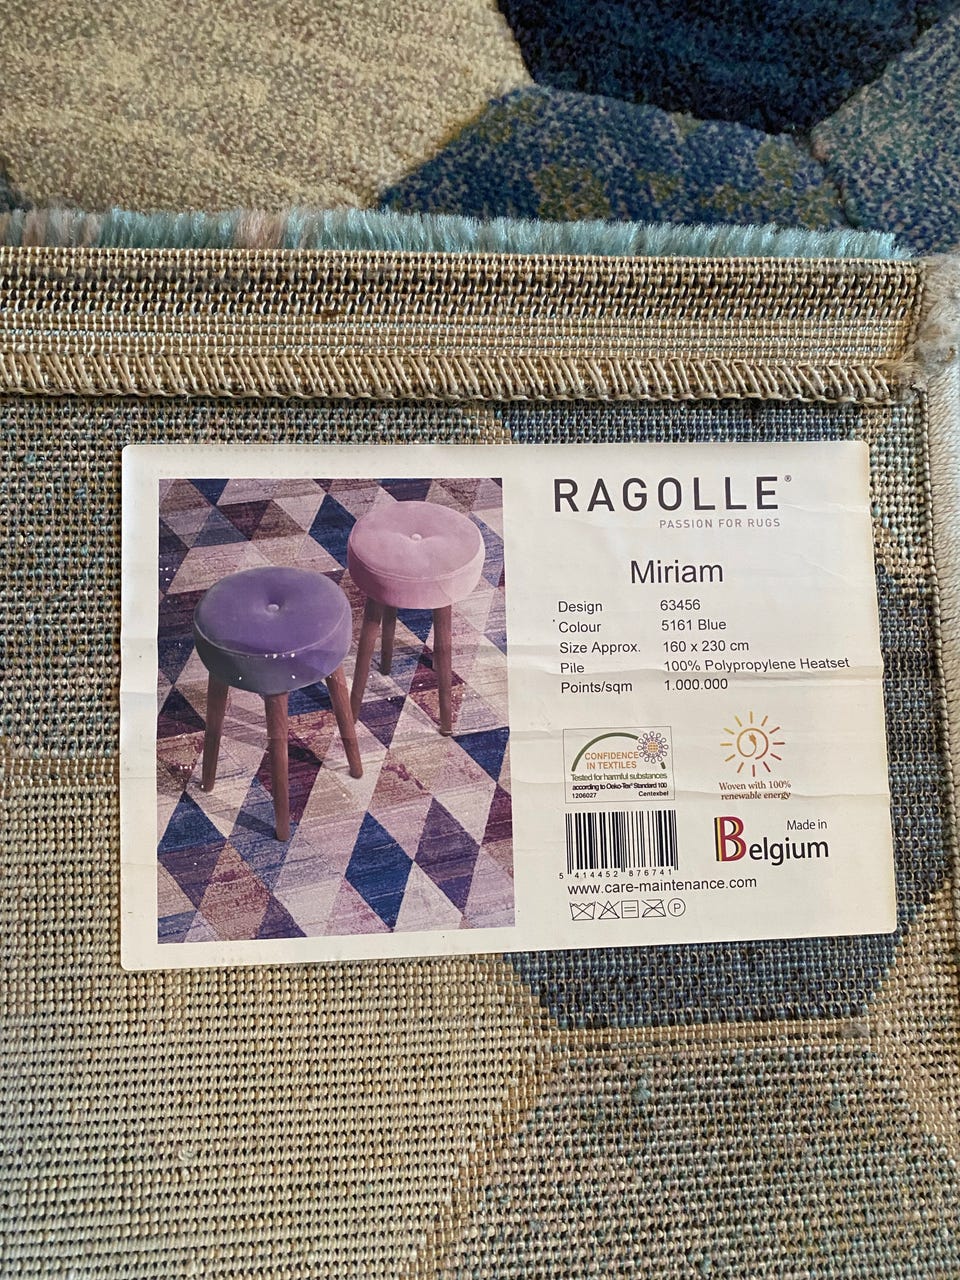 RAGOLLE®
PASSION FOR RUGS
Miriam
Design 63456
Colour 5161 Blue
Size Approx. 160 x 230 cm
Pile 100% Polypropylene Heatset
Points/sqm 1.000.000
CONFIDENCE
IN TEXTILES
Tested for harmful substances
according to Oeko-Tex® Standard 100
1206027 Centexbel
Woven with 100%
renewable energy
5 414452 876741
Made in
Belgium
www.care-maintenance.com
P